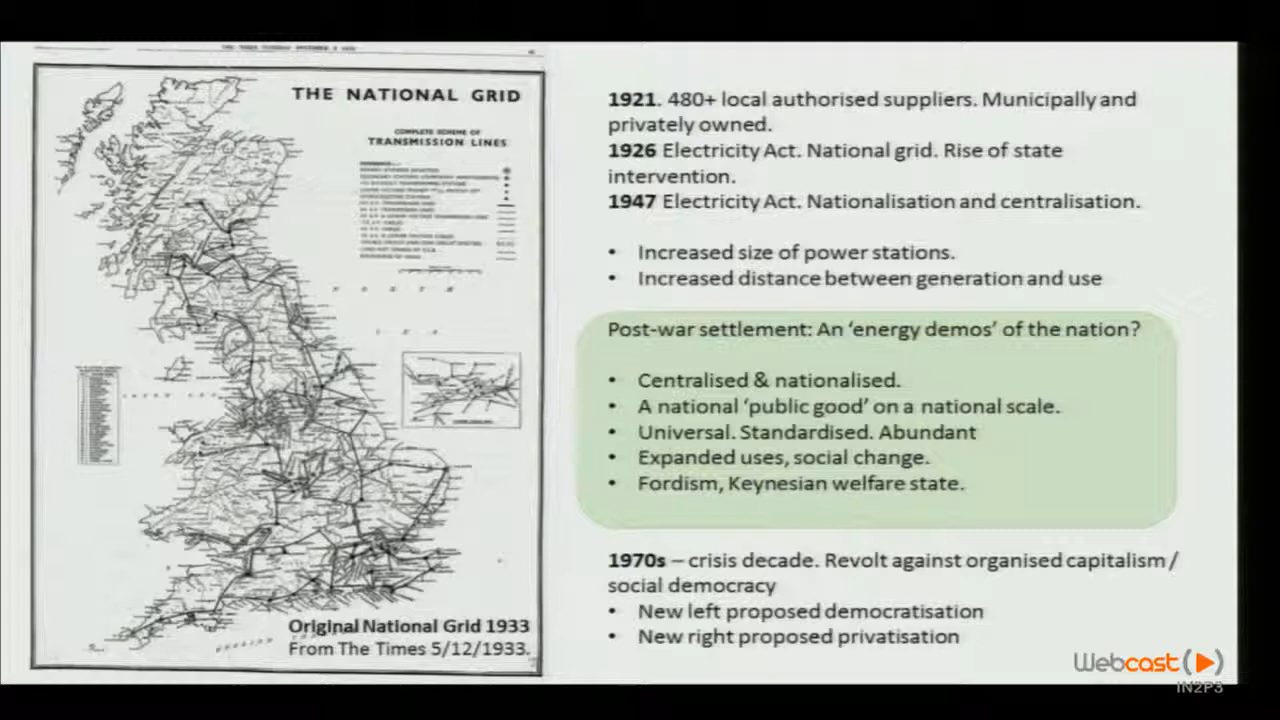 THE NATIONAL GRID
COMPLETE SCHEME OF
TRANSMISSION LINES
Original National Grid 1933
From The Times 5/12/1933.
1921. 480+ local authorised suppliers. Municipally and
privately owned.
1926 Electricity Act. National grid. Rise of state
intervention.
1947 Electricity Act. Nationalisation and centralisation.
• Increased size of power stations.
• Increased distance between generation and use
Post-war settlement: An ‘energy demos’ of the nation?
• Centralised & nationalised.
• A national ‘public good’ on a national scale.
• Universal. Standardised. Abundant
• Expanded uses, social change.
• Fordism, Keynesian welfare state.
1970s – crisis decade. Revolt against organised capitalism /
social democracy
• New left proposed democratisation
• New right proposed privatisation
Webcast
IN2P3